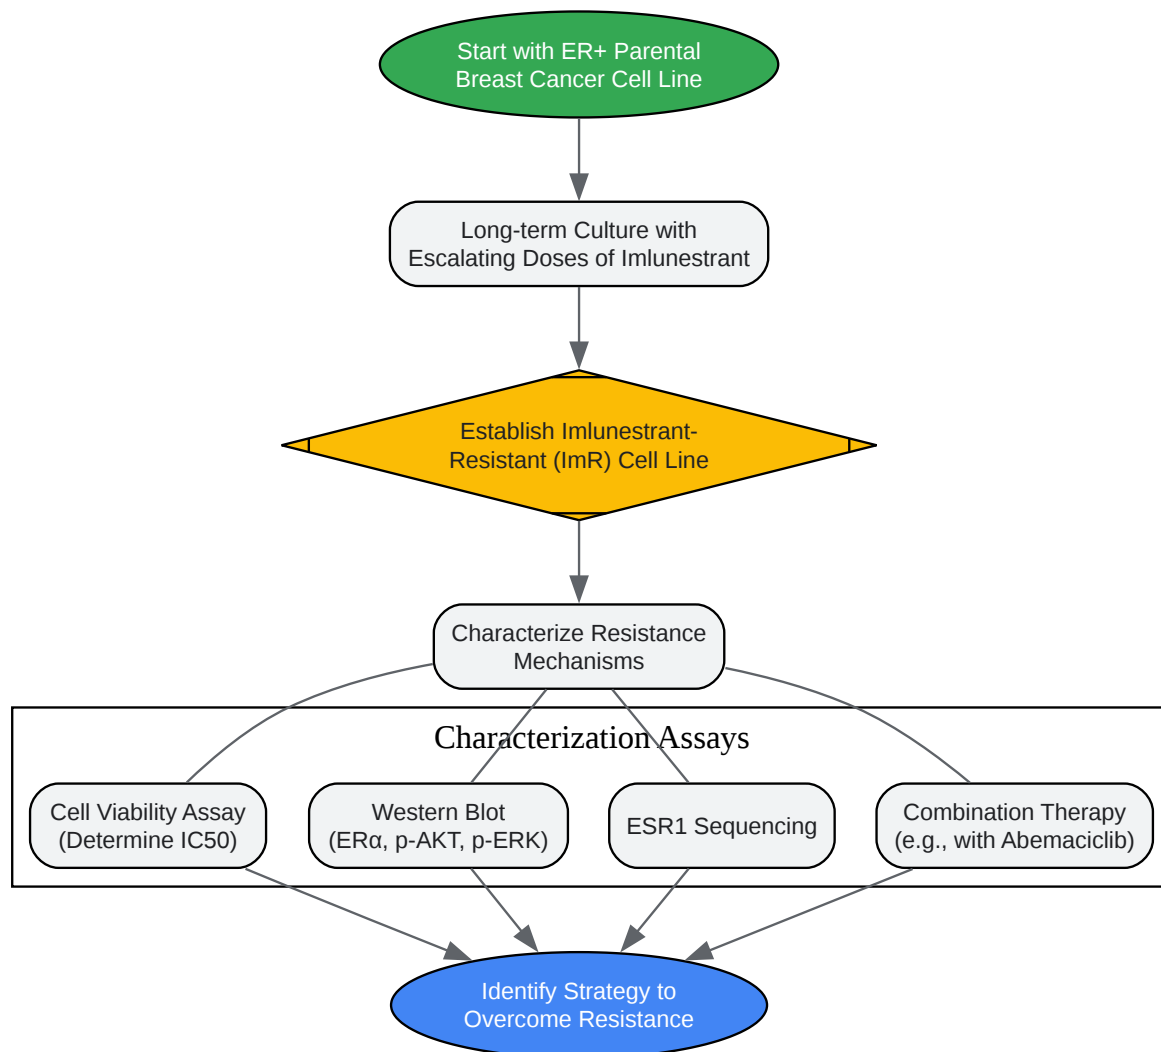 Start with ER+ Parental
Breast Cancer Cell Line
Long-term Culture with
Escalating Doses of Imlunestrant
Establish Imlunestrant-
Resistant (ImR) Cell Line
Characterize Resistance
Mechanisms
Characterization Assays
Cell Viability Assay
(Determine IC50)
Western Blot
(ERα, p-AKT, p-ERK)
ESR1 Sequencing
Combination Therapy
(e.g., with Abemaciclib)
Identify Strategy to
Overcome Resistance